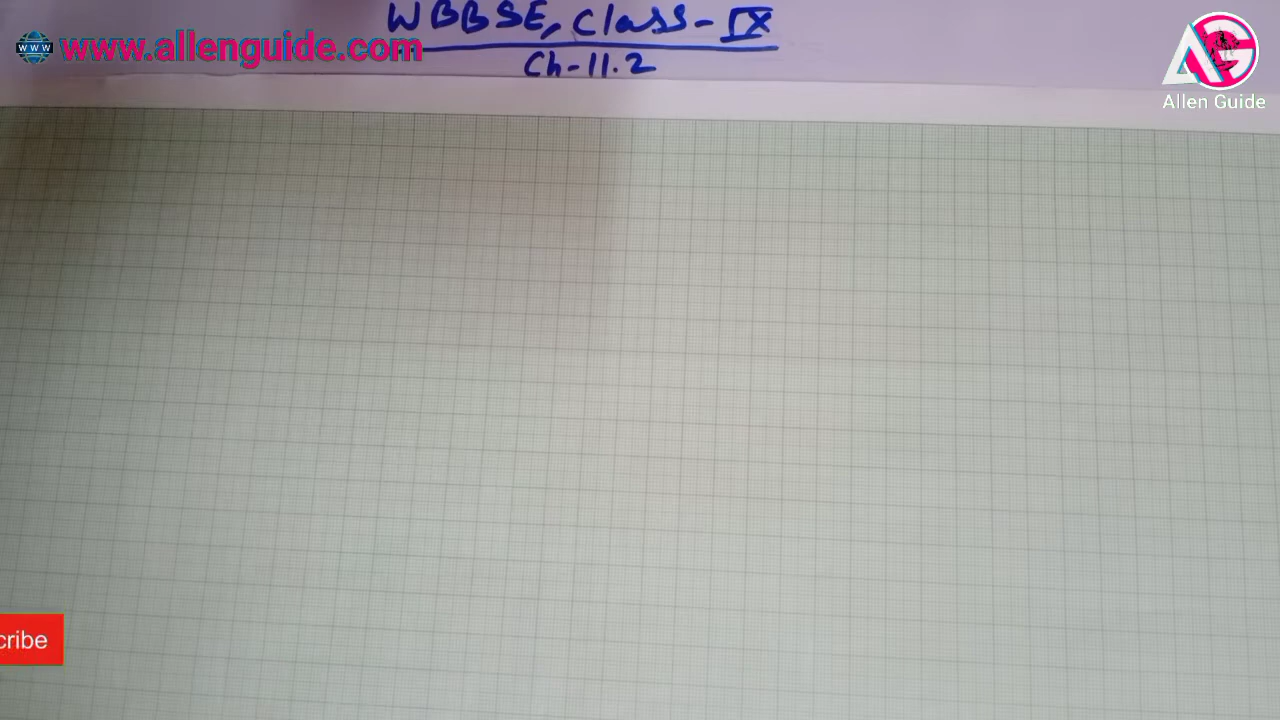 WBBSE, Class - IX
www.allenguide.com
Ch-11.2
Allen Guide
cribe